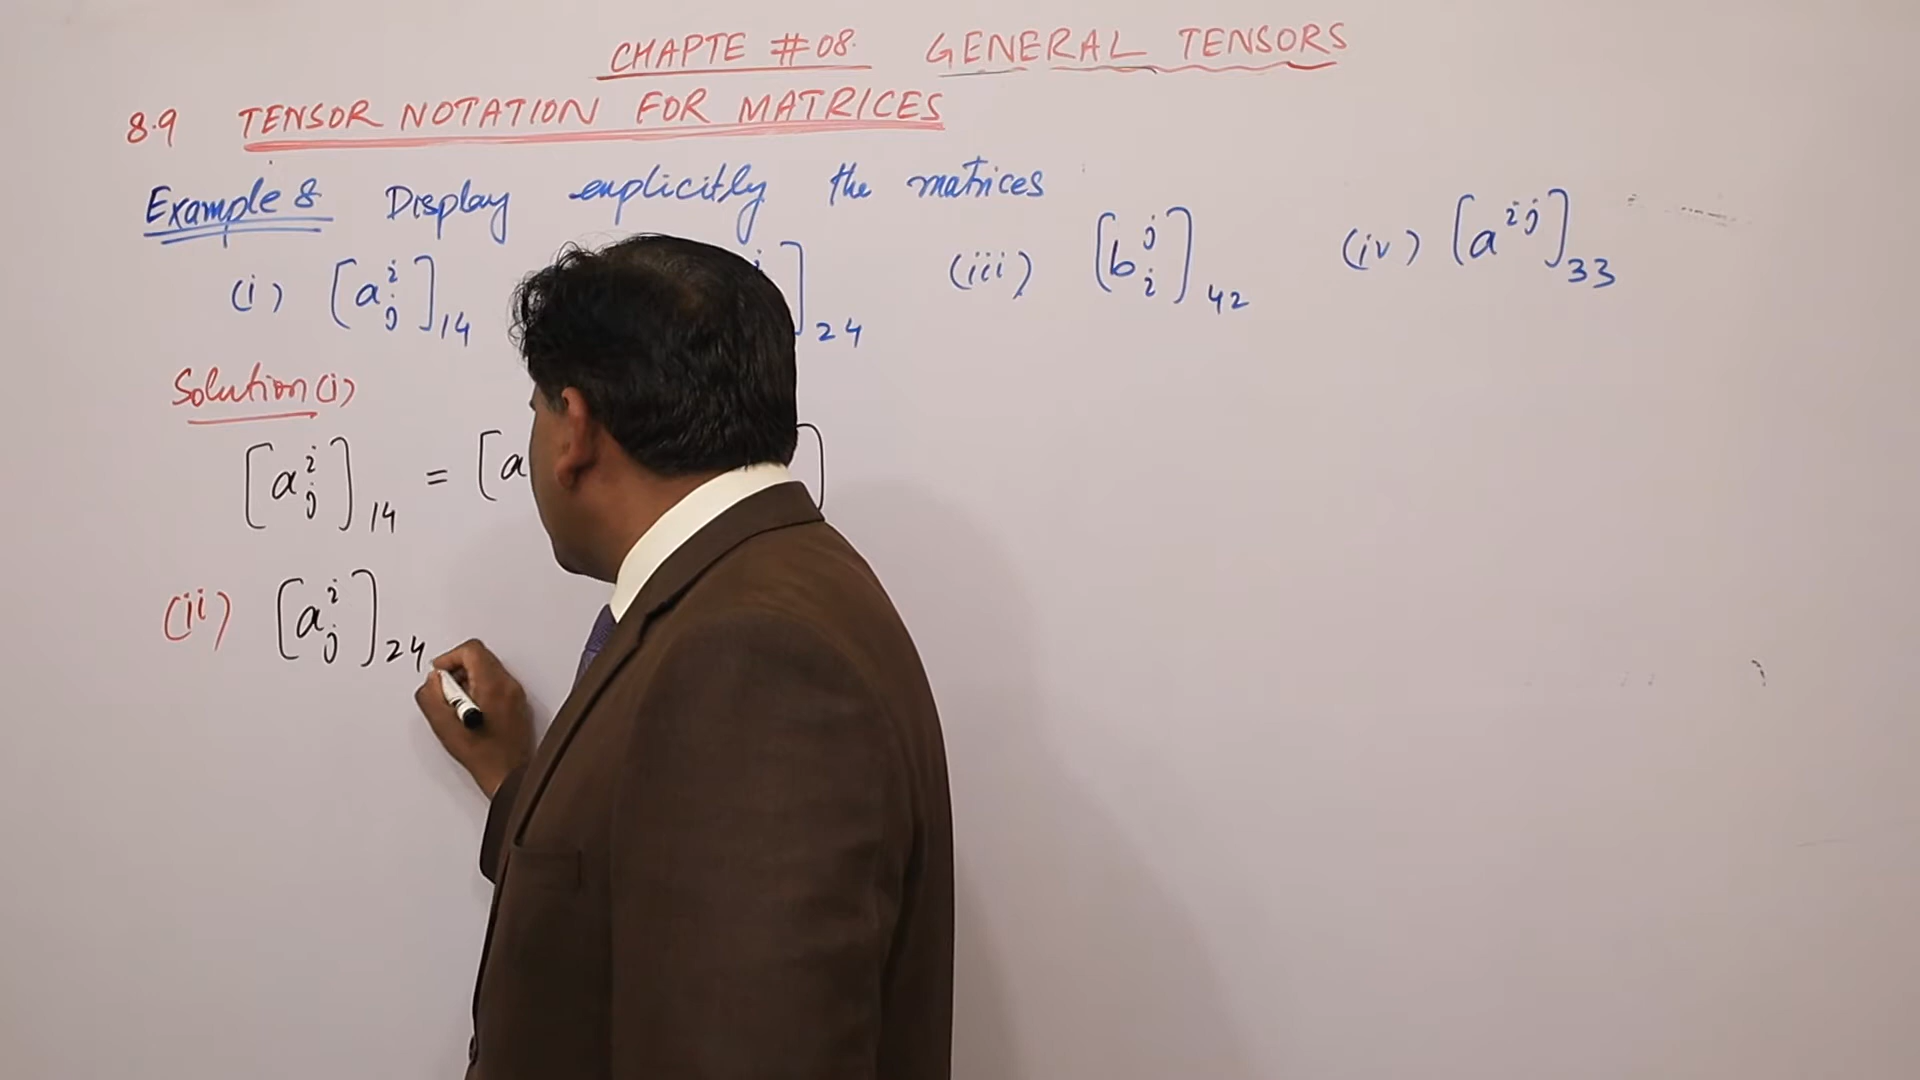 CHAPTE #08. GENERAL TENSORS
8.9 TENSOR NOTATION FOR MATRICES
Example 8 Display explicitly the matrices
(i) [a^i_j]_14 i ]_24 (iii) [b^j_i]_42 (iv) [a^ij]_33
Solution (i)
[a^i_j]_14 = [a ]
(ii) [a^i_j]_24